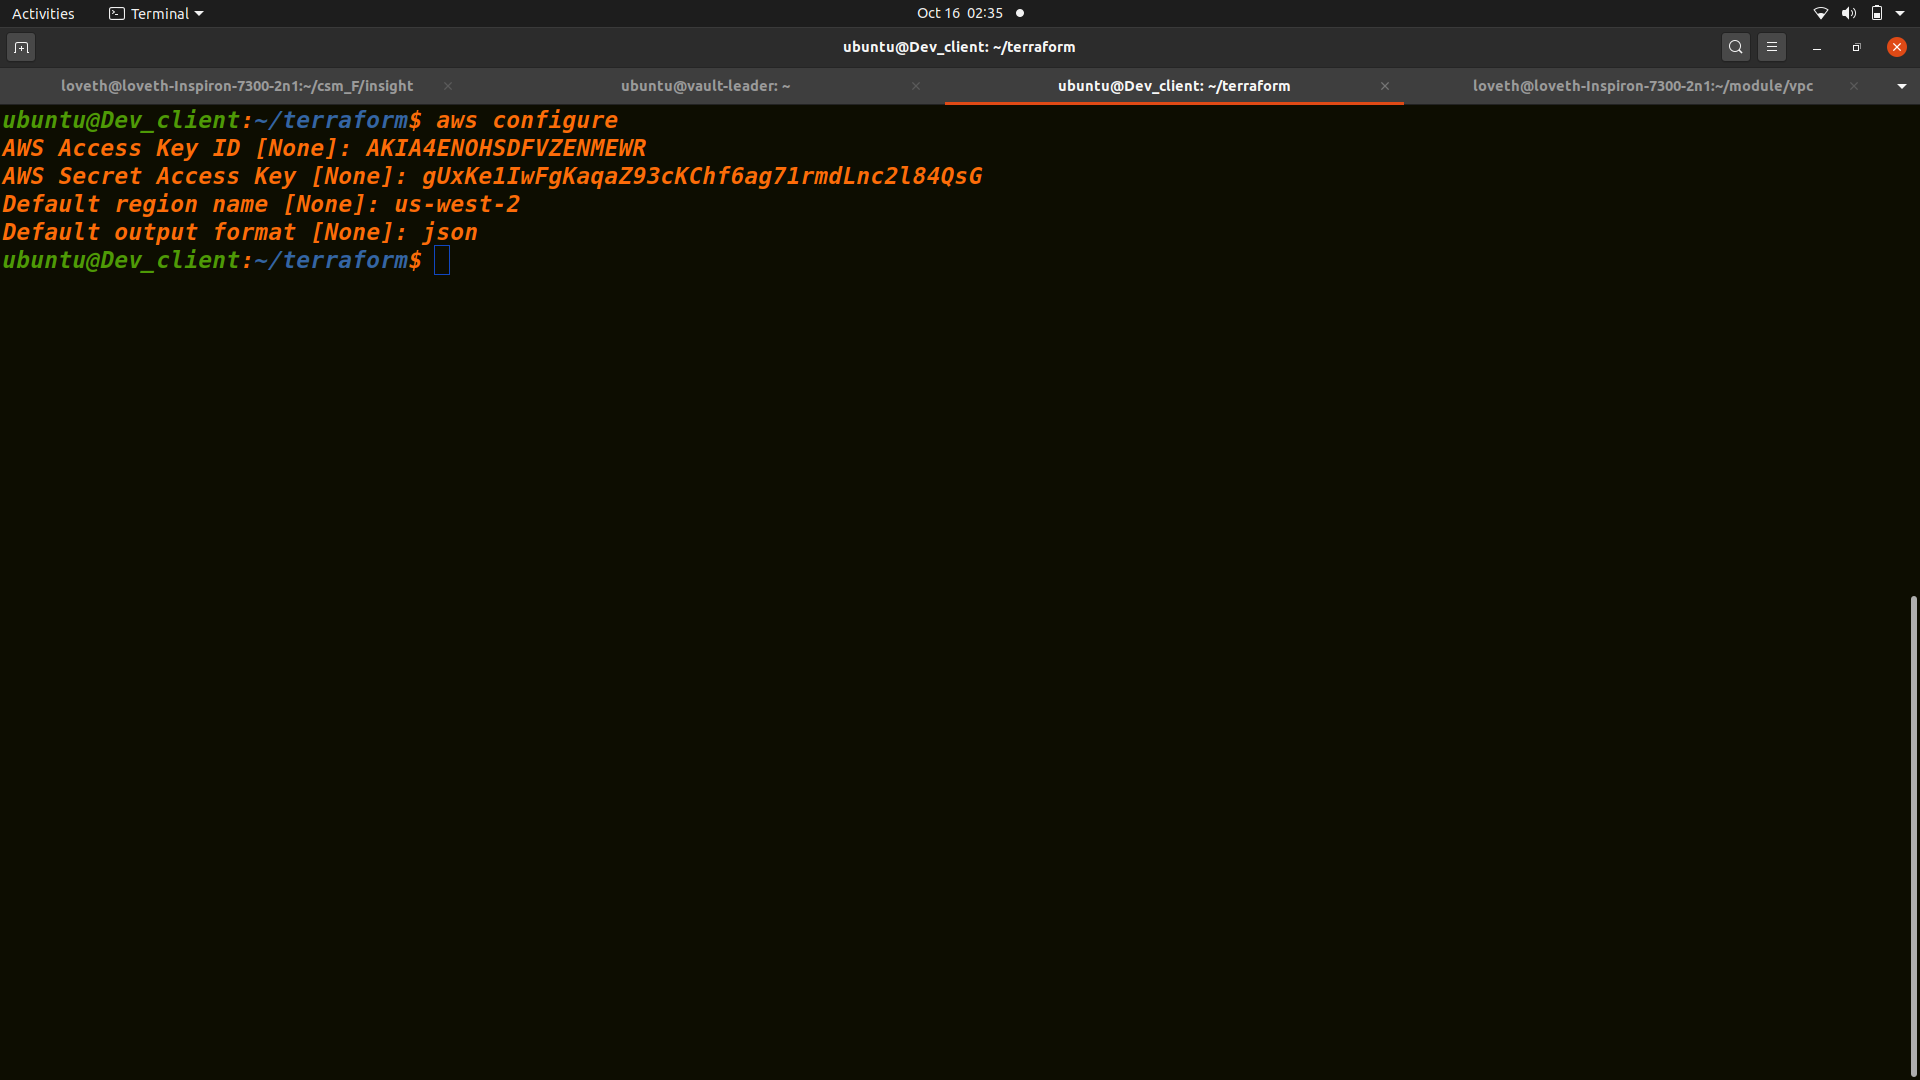 Activities
Terminal
Oct 16 02:35
ubuntu@Dev_client: ~/terraform
loveth@loveth-Inspiron-7300-2n1:~/csm_F/insight
ubuntu@vault-leader: ~
ubuntu@Dev_client: ~/terraform
loveth@loveth-Inspiron-7300-2n1:~/module/vpc
ubuntu@Dev_client:~/terraform$ aws configure
AWS Access Key ID [None]: AKIA4ENOHSDFVZENMEWR
AWS Secret Access Key [None]: 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
Default region name [None]: us-west-2
Default output format [None]: json
ubuntu@Dev_client:~/terraform$